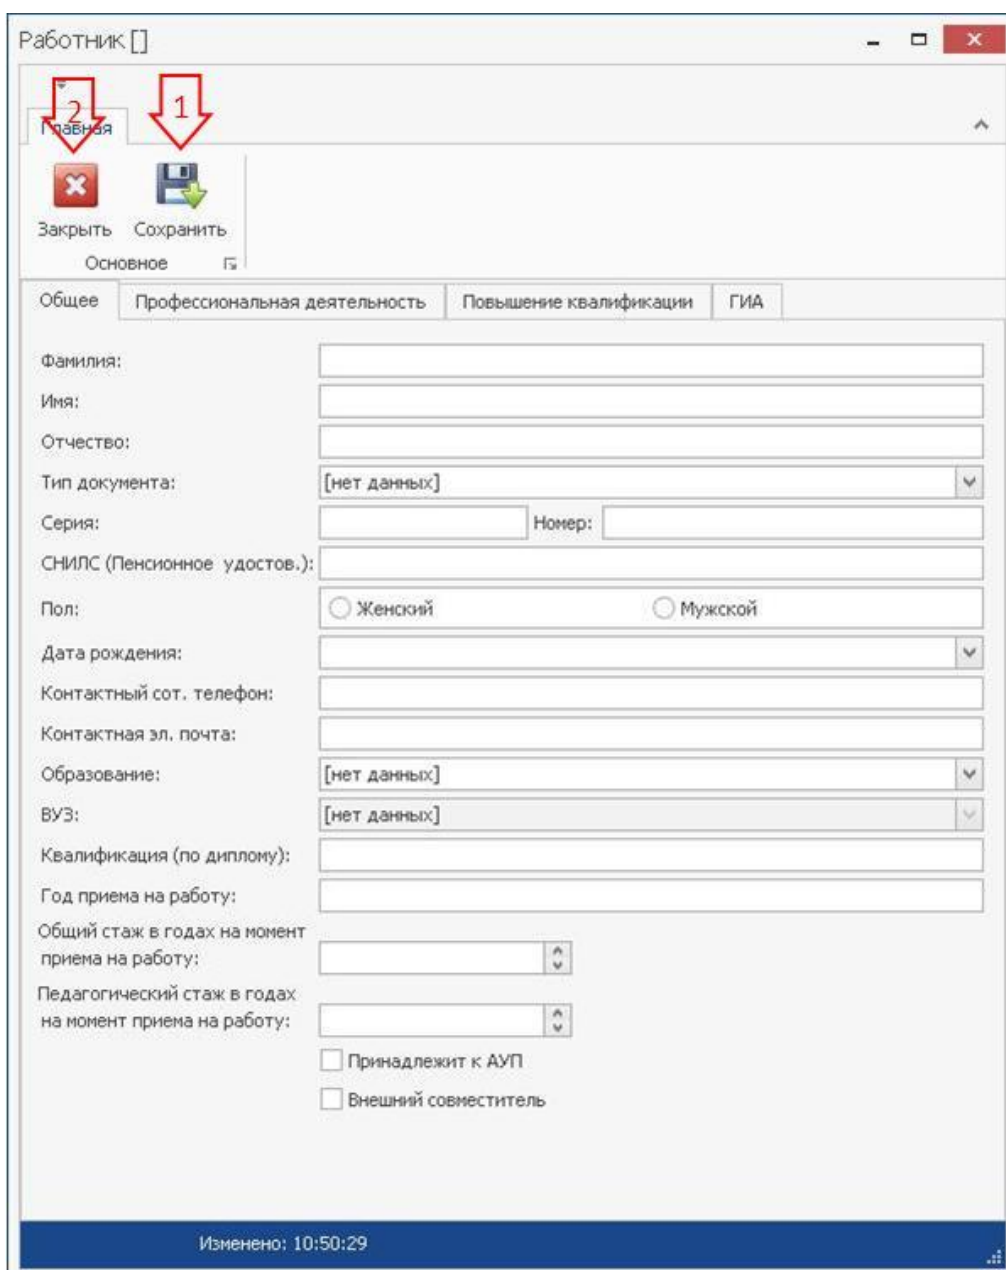 Работник []
2
1
Главная
Закрыть Сохранить
Основное
Общее Профессиональная деятельность Повышение квалификации ГИА
Фамилия:
Имя:
Отчество:
Тип документа: [нет данных]
Серия: Номер:
СНИЛС (Пенсионное удостов.):
Пол: Женский Мужской
Дата рождения:
Контактный сот. телефон:
Контактная эл. почта:
Образование: [нет данных]
ВУЗ: [нет данных]
Квалификация (по диплому):
Год приема на работу:
Общий стаж в годах на момент
приема на работу:
Педагогический стаж в годах
на момент приема на работу:
Принадлежит к АУП
Внешний совместитель
Изменено: 10:50:29